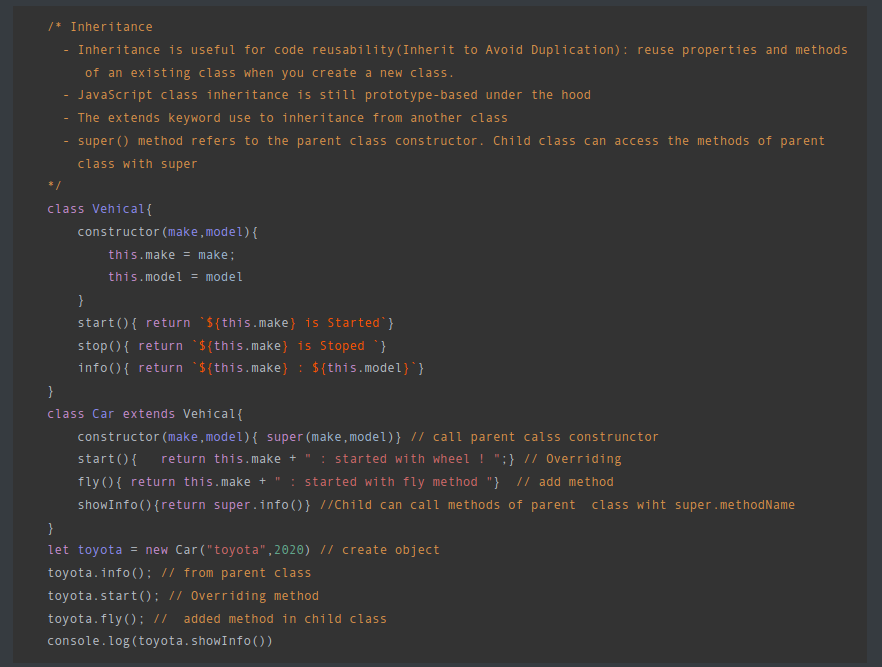 /* Inheritance
- Inheritance is useful for code reusability(Inherit to Avoid Duplication): reuse properties and methods
of an existing class when you create a new class.
- JavaScript class inheritance is still prototype-based under the hood
- The extends keyword use to inheritance from another class
- super() method refers to the parent class constructor. Child class can access the methods of parent
class with super
*/
class Vehical{
constructor(make,model){
this.make = make;
this.model = model
}
start(){ return `${this.make} is Started`}
stop(){ return `${this.make} is Stoped `}
info(){ return `${this.make} : ${this.model}`}
}
class Car extends Vehical{
constructor(make,model){ super(make,model)} // call parent calss construnctor
start(){   return this.make + " : started with wheel ! ";} // Overriding
fly(){ return this.make + " : started with fly method "}  // add method
showInfo(){return super.info()} //Child can call methods of parent  class wiht super.methodName
}
let toyota = new Car("toyota",2020) // create object
toyota.info(); // from parent class
toyota.start(); // Overriding method
toyota.fly(); //  added method in child class
console.log(toyota.showInfo())